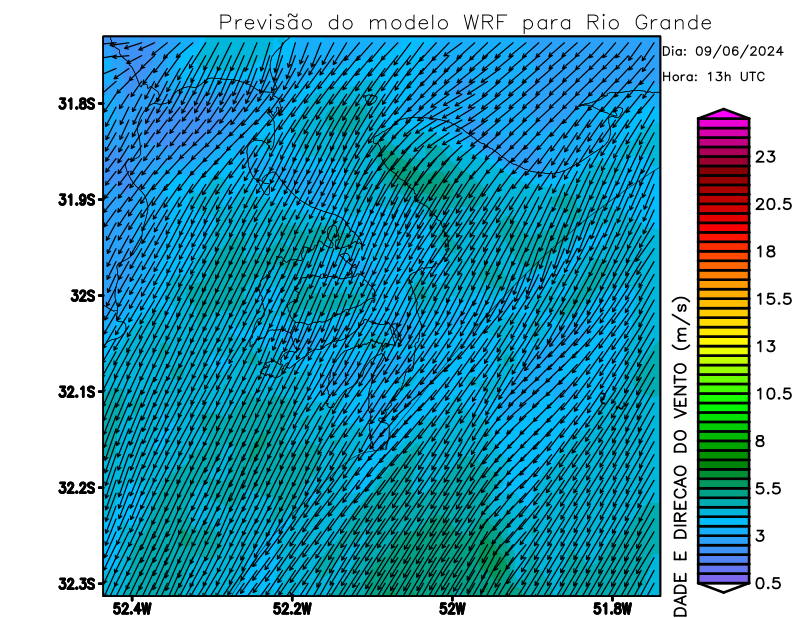 Previsão do modelo WRF para Rio Grande
Dia: 09/06/2024
Hora: 13h UTC
31.8S
31.9S
32S
32.1S
32.2S
32.3S
52.4W
52.2W
52W
51.8W
23
20.5
18
15.5
13
10.5
8
5.5
3
0.5
DADE E DIRECAO DO VENTO (m/s)